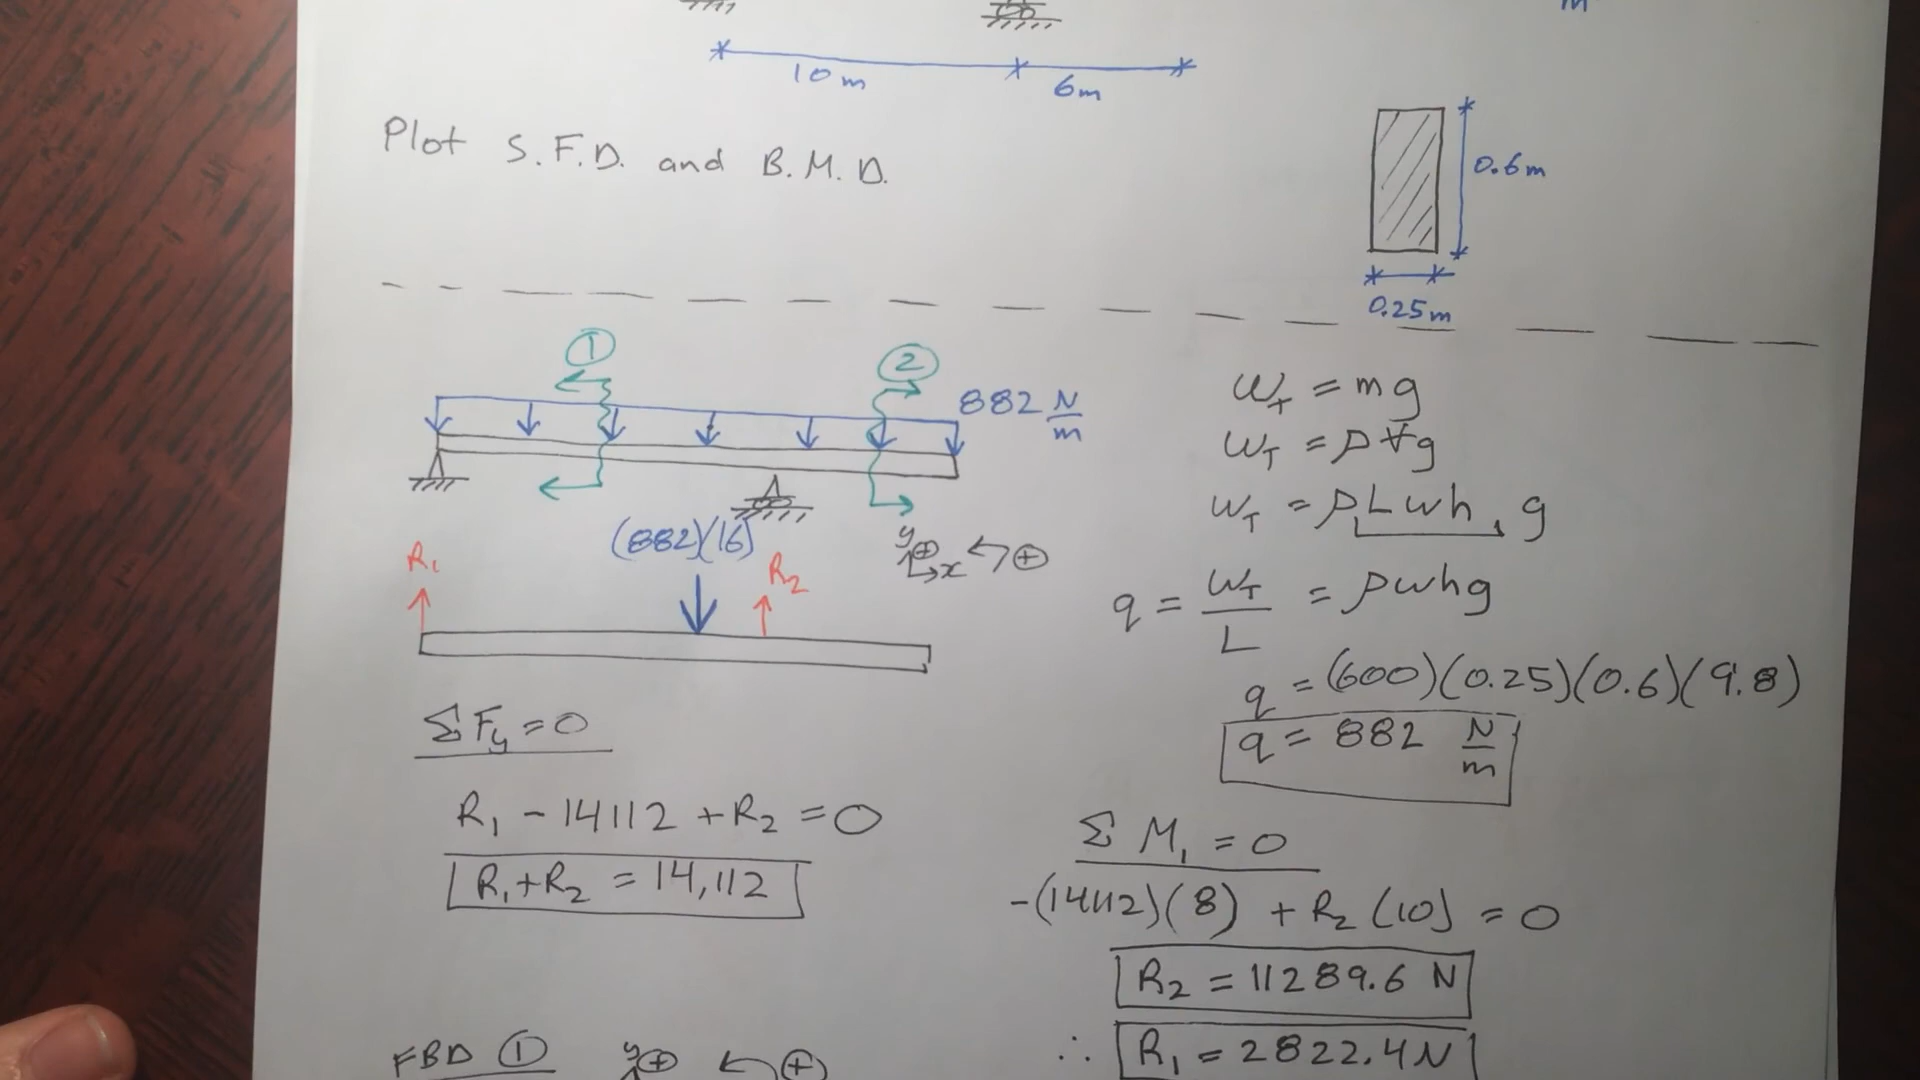 m
10 m
6m
Plot S.F.D. and B.M.D.
0.6m
0.25m
1
2
882 N/m
(882)(16)
R₁
R₂
y + x +
W_T = mg
W_T = ρ∀g
W_T = ρLwh g
q = W_T/L = ρwhg
q = (600)(0.25)(0.6)(9.8)
q = 882 N/m
ΣFy = 0
R₁ - 14112 + R₂ = 0
R₁+R₂ = 14,112
ΣM₁ = 0
-(14112)(8) + R₂(10) = 0
R₂ = 11289.6 N
∴ R₁ = 2822.4N
FBD 1 y + +